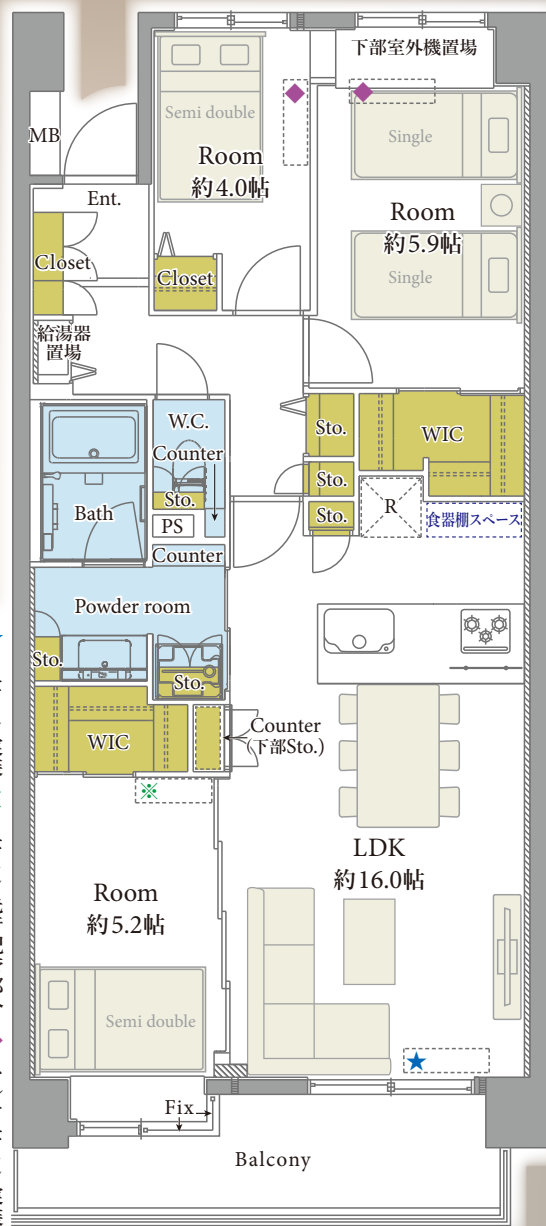 下部室外機置場
MB
Semi double
Room
約4.0帖
Single
Room
約5.9帖
Single
Ent.
Closet
Closet
給湯器
置場
W.C.
Counter
Sto.
PS
Bath
Counter
Sto.
WIC
Sto.
Sto.
R
食器棚スペース
Powder room
Sto.
Sto.
WIC
Counter
(下部Sto.)
※
LDK
約16.0帖
Room
約5.2帖
Semi double
Fix
Balcony